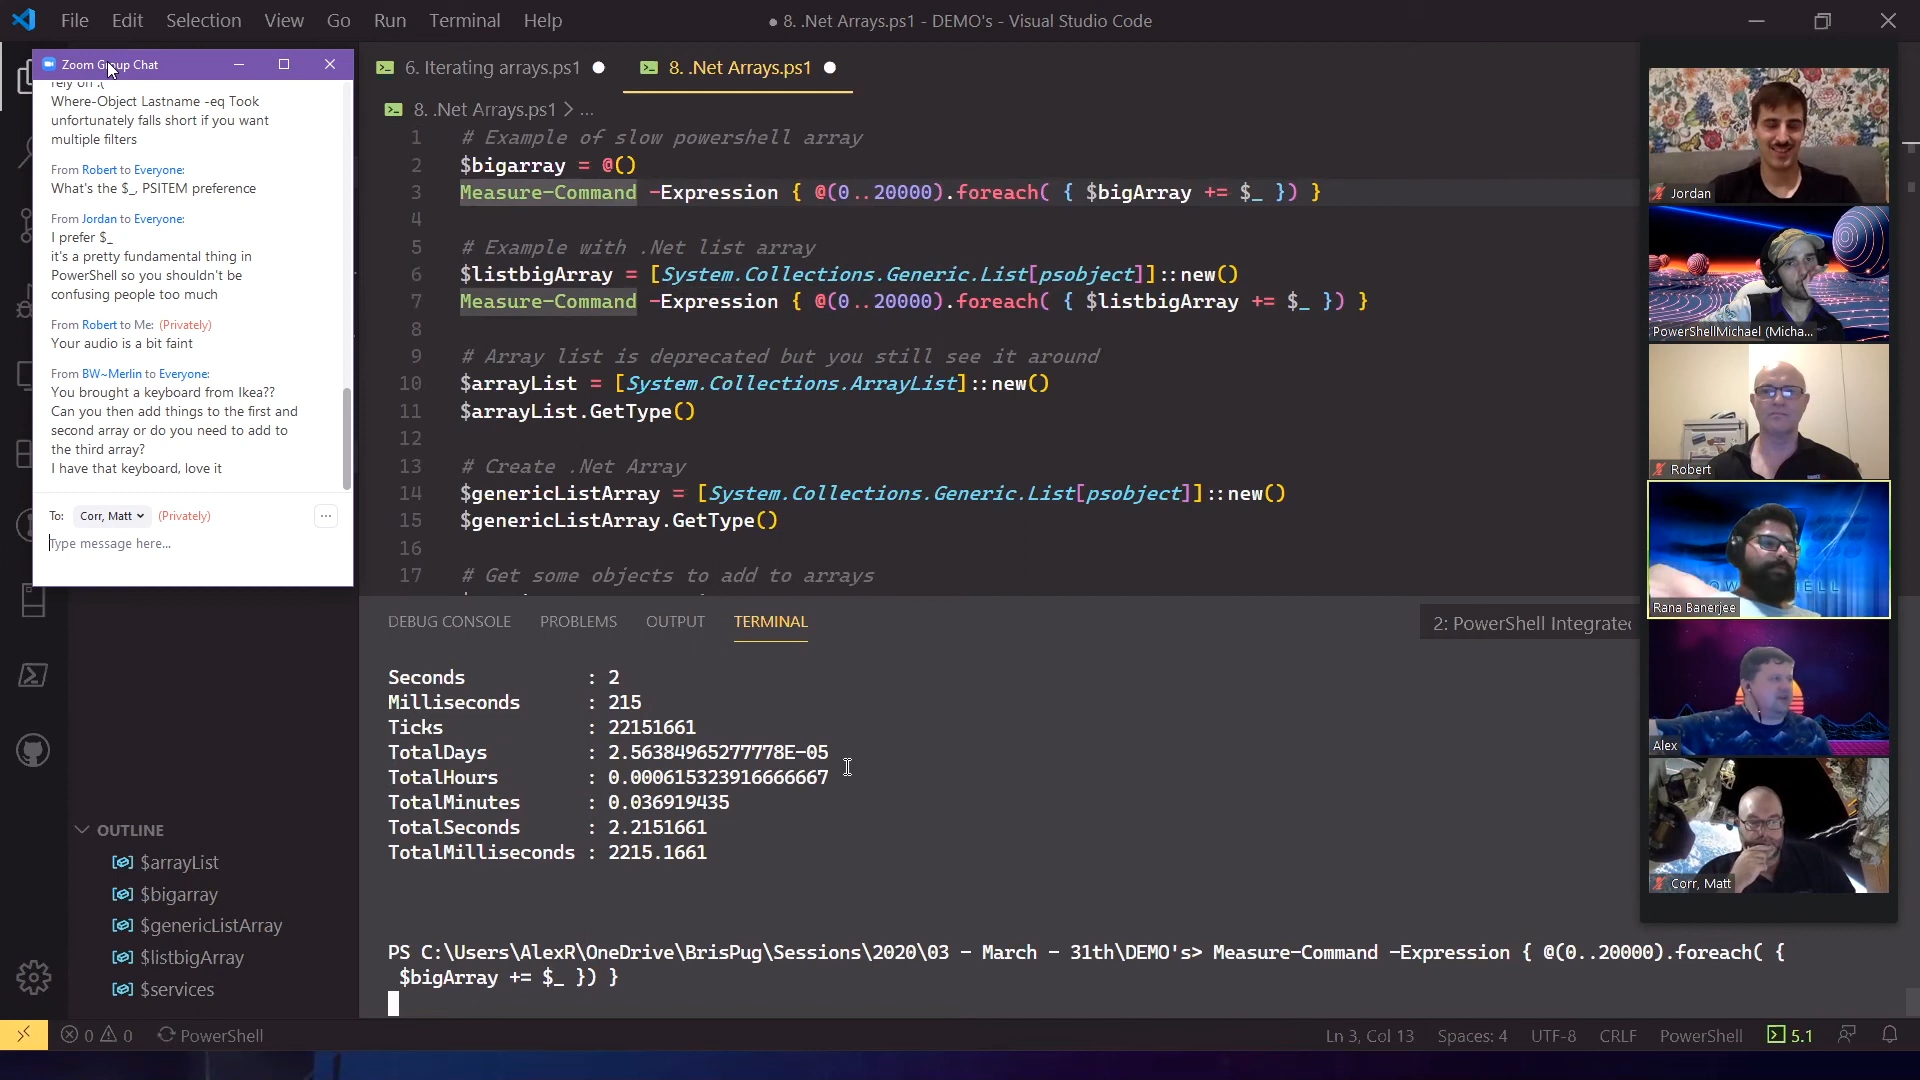 File Edit Selection View Go Run Terminal Help
● 8. .Net Arrays.ps1 - DEMO's - Visual Studio Code
Zoom Group Chat
rely on :(
Where-Object Lastname -eq Took
unfortunately falls short if you want
multiple filters
From Robert to Everyone:
What's the $_, PSITEM preference
From Jordan to Everyone:
I prefer $_
it's a pretty fundamental thing in
PowerShell so you shouldn't be
confusing people too much
From Robert to Me: (Privately)
Your audio is a bit faint
From BW~Merlin to Everyone:
You brought a keyboard from Ikea??
Can you then add things to the first and
second array or do you need to add to
the third array?
I have that keyboard, love it
To: Corr, Matt (Privately)
...
Type message here...
OUTLINE
$arrayList
$bigarray
$genericListArray
$listbigArray
$services
6. Iterating arrays.ps1 ●
8. .Net Arrays.ps1 ●
8. .Net Arrays.ps1 > ...
1 # Example of slow powershell array
2 $bigarray = @()
3 Measure-Command -Expression { @(0..20000).foreach( { $bigArray += $_ }) }
4
5 # Example with .Net list array
6 $listbigArray = [System.Collections.Generic.List[psobject]]::new()
7 Measure-Command -Expression { @(0..20000).foreach( { $listbigArray += $_ }) }
8
9 # Array list is deprecated but you still see it around
10 $arrayList = [System.Collections.ArrayList]::new()
11 $arrayList.GetType()
12
13 # Create .Net Array
14 $genericListArray = [System.Collections.Generic.List[psobject]]::new()
15 $genericListArray.GetType()
16
17 # Get some objects to add to arrays
DEBUG CONSOLE PROBLEMS OUTPUT TERMINAL
2: PowerShell Integrated
Seconds : 2
Milliseconds : 215
Ticks : 22151661
TotalDays : 2.56384965277778E-05
TotalHours : 0.000615323916666667
TotalMinutes : 0.036919435
TotalSeconds : 2.2151661
TotalMilliseconds : 2215.1661
PS C:\Users\AlexR\OneDrive\BrisPug\Sessions\2020\03 - March - 31th\DEMO's> Measure-Command -Expression { @(0..20000).foreach( {
$bigArray += $_ }) }
Jordan
PowerShellMichael (Micha...
Robert
Rana Banerjee
Alex
Corr, Matt
0 0 PowerShell
Ln 3, Col 13 Spaces: 4 UTF-8 CRLF PowerShell 5.1